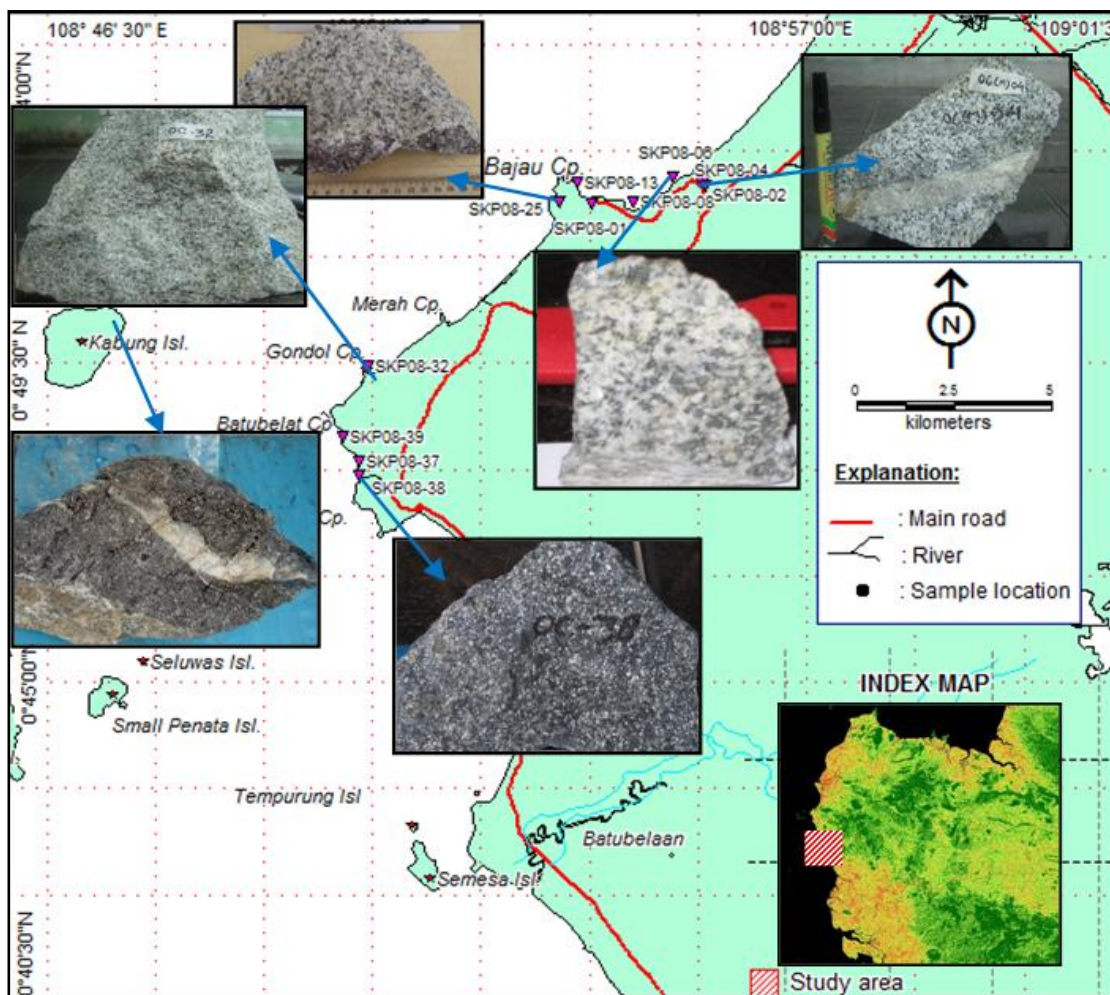 108° 46' 30" E
108°57'00" E
109°01'3
4'00"N
OC-32
Bajau Cp.
SKP08-06
SKP08-04
SKP08-13
SKP08-02
SKP08-25
SKP08-08
SKP08-01
N
Merah Cp.
Kabung Isl.
Gondol Cp.
SKP08-32
0° 49' 30" N
0
2.5
5
kilometers
Batubelat Cp
SKP08-39
SKP08-37
SKP08-38
Cp.
Explanation:
: Main road
: River
: Sample location
OC-38
Seluwas Isl.
0°45'00"N
Small Penata Isl.
INDEX MAP
Tempurung Isl
Batubelaan
Semesa Isl.
0°40'30"N
Study area